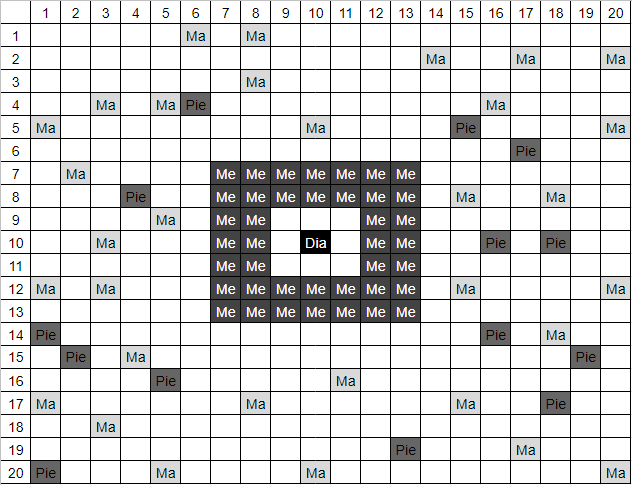 1 2 3 4 5 6 7 8 9 10 11 12 13 14 15 16 17 18 19 20
1 Ma Ma
2 Ma Ma Ma
3 Ma
4 Ma Ma Pie Ma
5 Ma Ma Pie Ma
6 Pie
7 Ma Me Me Me Me Me Me Me
8 Pie Me Me Me Me Me Me Me Ma Ma
9 Ma Me Me Me Me
10 Ma Me Me Dia Me Me Pie Pie
11 Me Me Me Me
12 Ma Ma Me Me Me Me Me Me Me Ma Ma
13 Me Me Me Me Me Me Me
14 Pie Pie Ma
15 Pie Ma Pie
16 Pie Ma
17 Ma Ma Ma Pie
18 Ma
19 Pie Ma
20 Pie Ma Ma Ma